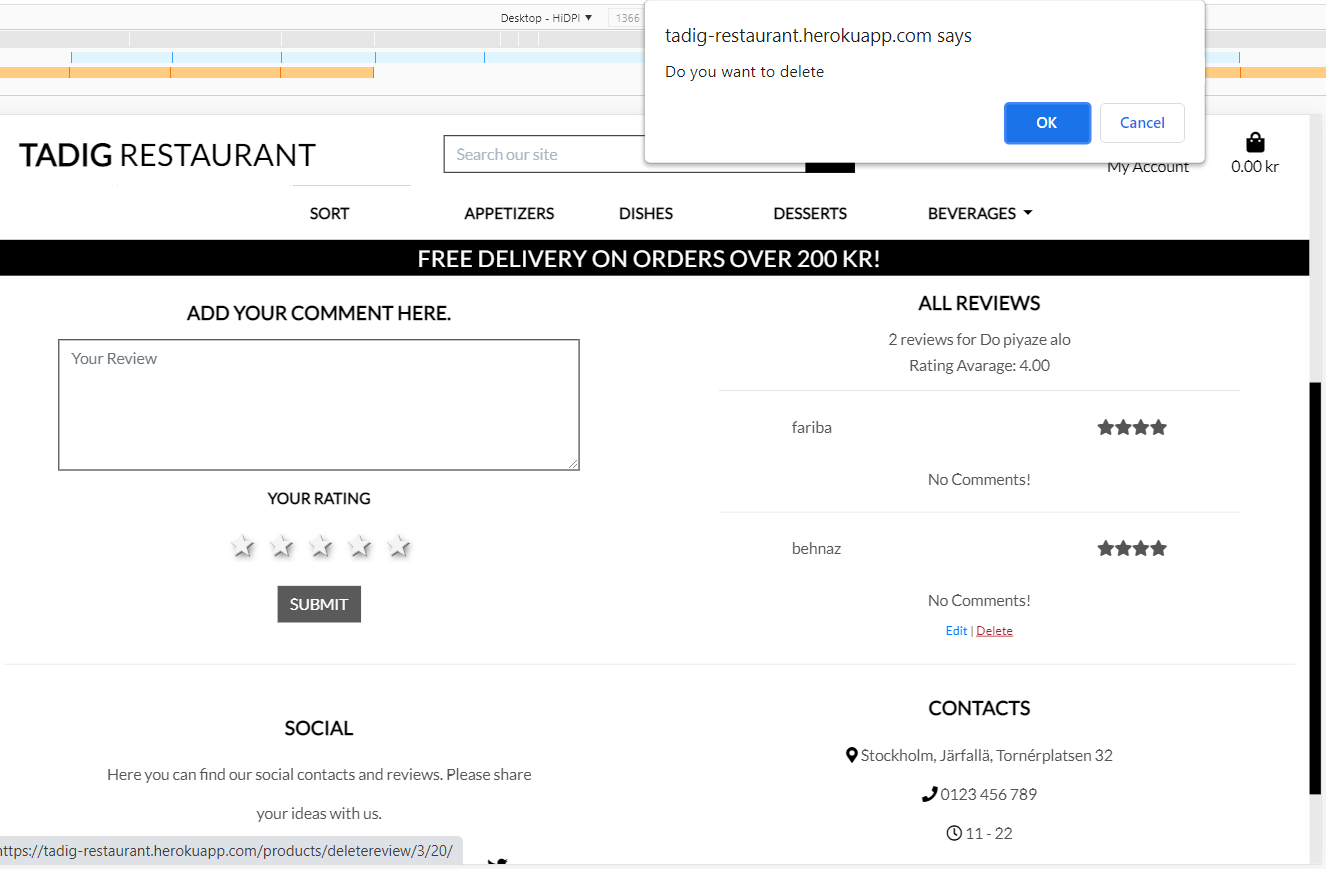 Desktop - HiDPI ▼ 1366
tadig-restaurant.herokuapp.com says
Do you want to delete
OK Cancel
TADIG RESTAURANT
Search our site
My Account
0.00 kr
SORT APPETIZERS DISHES DESSERTS BEVERAGES
FREE DELIVERY ON ORDERS OVER 200 KR!
ADD YOUR COMMENT HERE.
Your Review
YOUR RATING
SUBMIT
ALL REVIEWS
2 reviews for Do piyaze alo
Rating Avarage: 4.00
fariba
No Comments!
behnaz
No Comments!
Edit | Delete
SOCIAL
Here you can find our social contacts and reviews. Please share
your ideas with us.
CONTACTS
Stockholm, Järfallä, Tornérplatsen 32
0123 456 789
11 - 22
https://tadig-restaurant.herokuapp.com/products/deletereview/3/20/